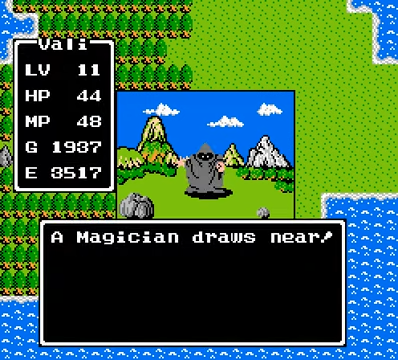 Vali
LV 11
HP 44
MP 48
G 1937
E 3517
A Magician draws near!